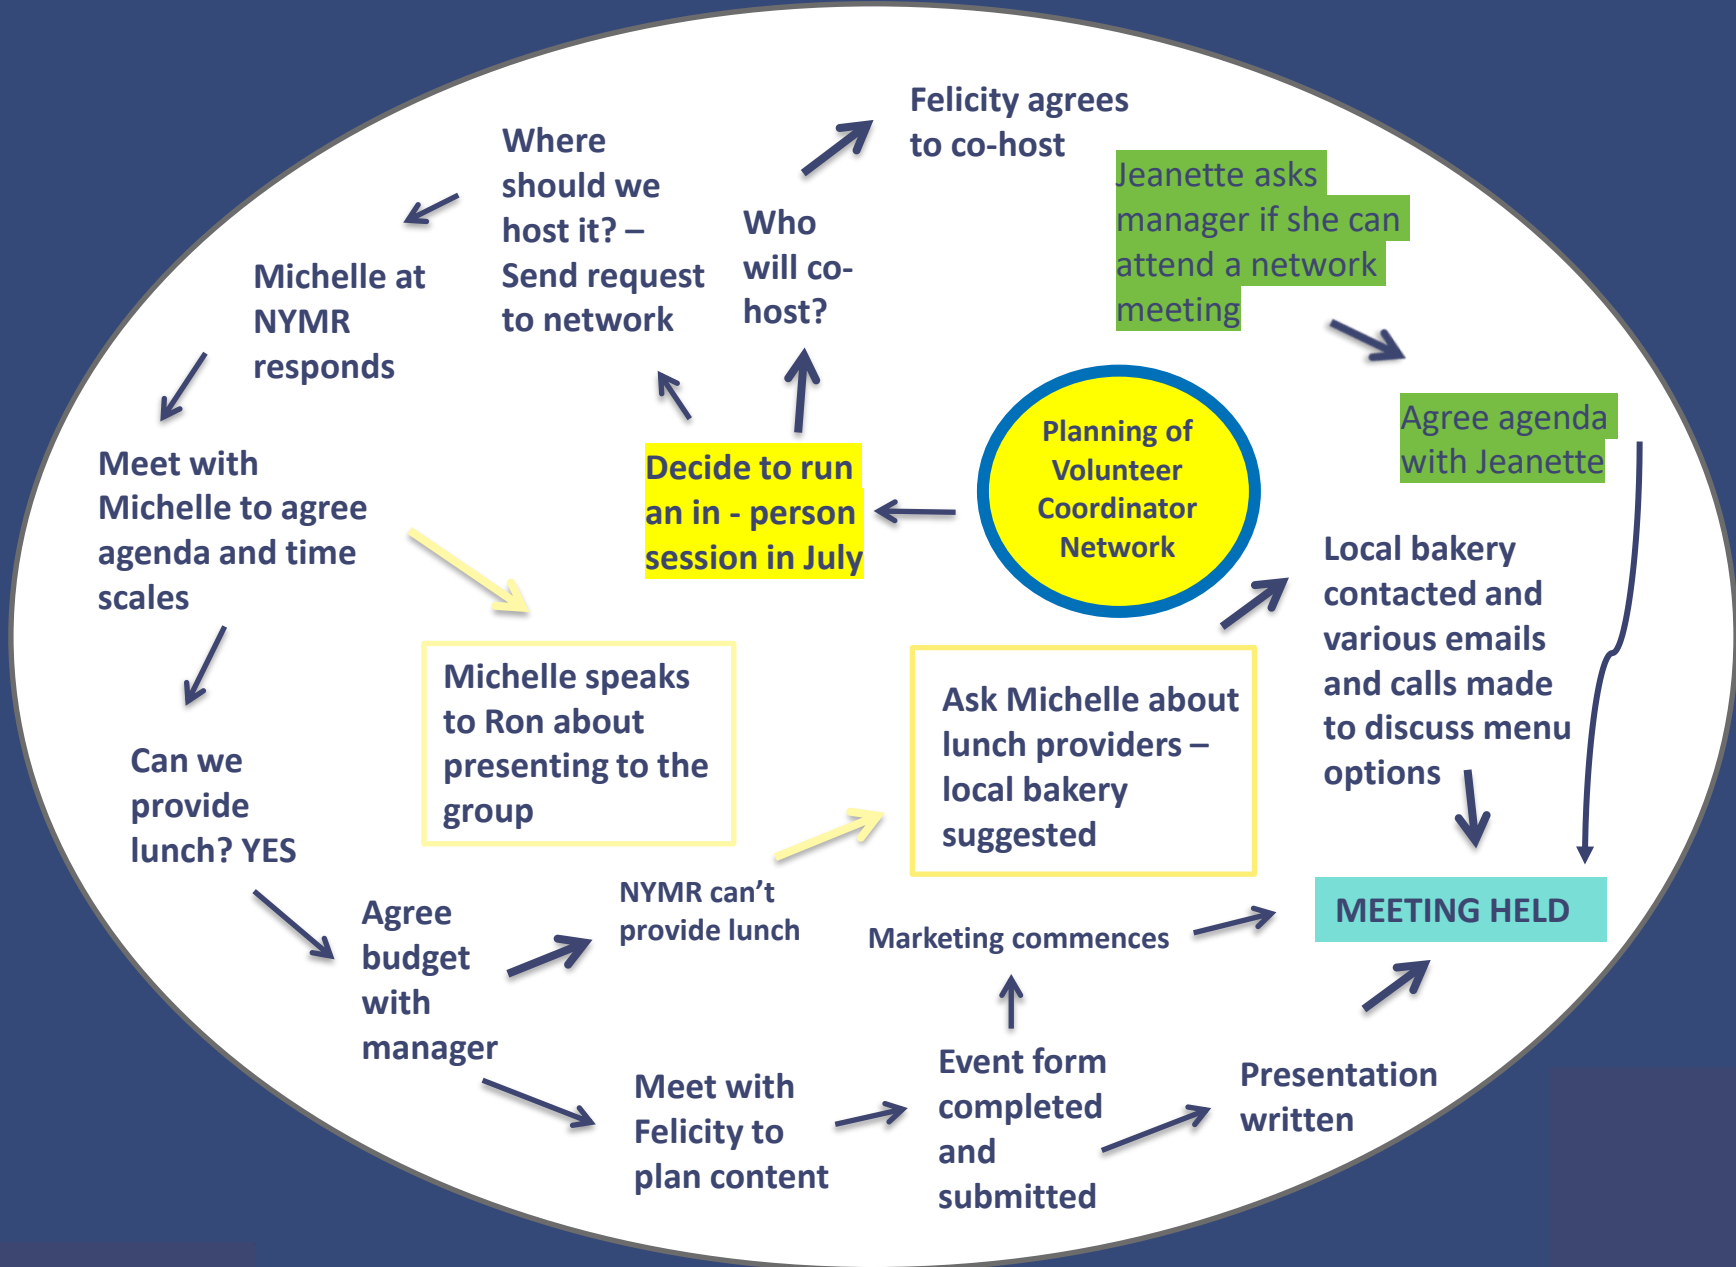 Felicity agrees
to co-host
Where
should we
host it? –
Send request
to network
Jeanette asks
manager if she can
attend a network
meeting
Who
will co-
host?
Michelle at
NYMR
responds
Agree agenda
with Jeanette
Planning of
Volunteer
Coordinator
Network
Decide to run
an in - person
session in July
Meet with
Michelle to agree
agenda and time
scales
Local bakery
contacted and
various emails
and calls made
to discuss menu
options
Michelle speaks
to Ron about
presenting to the
group
Ask Michelle about
lunch providers –
local bakery
suggested
Can we
provide
lunch? YES
NYMR can’t
provide lunch
Agree
budget
with
manager
Marketing commences
MEETING HELD
Meet with
Felicity to
plan content
Event form
completed
and
submitted
Presentation
written